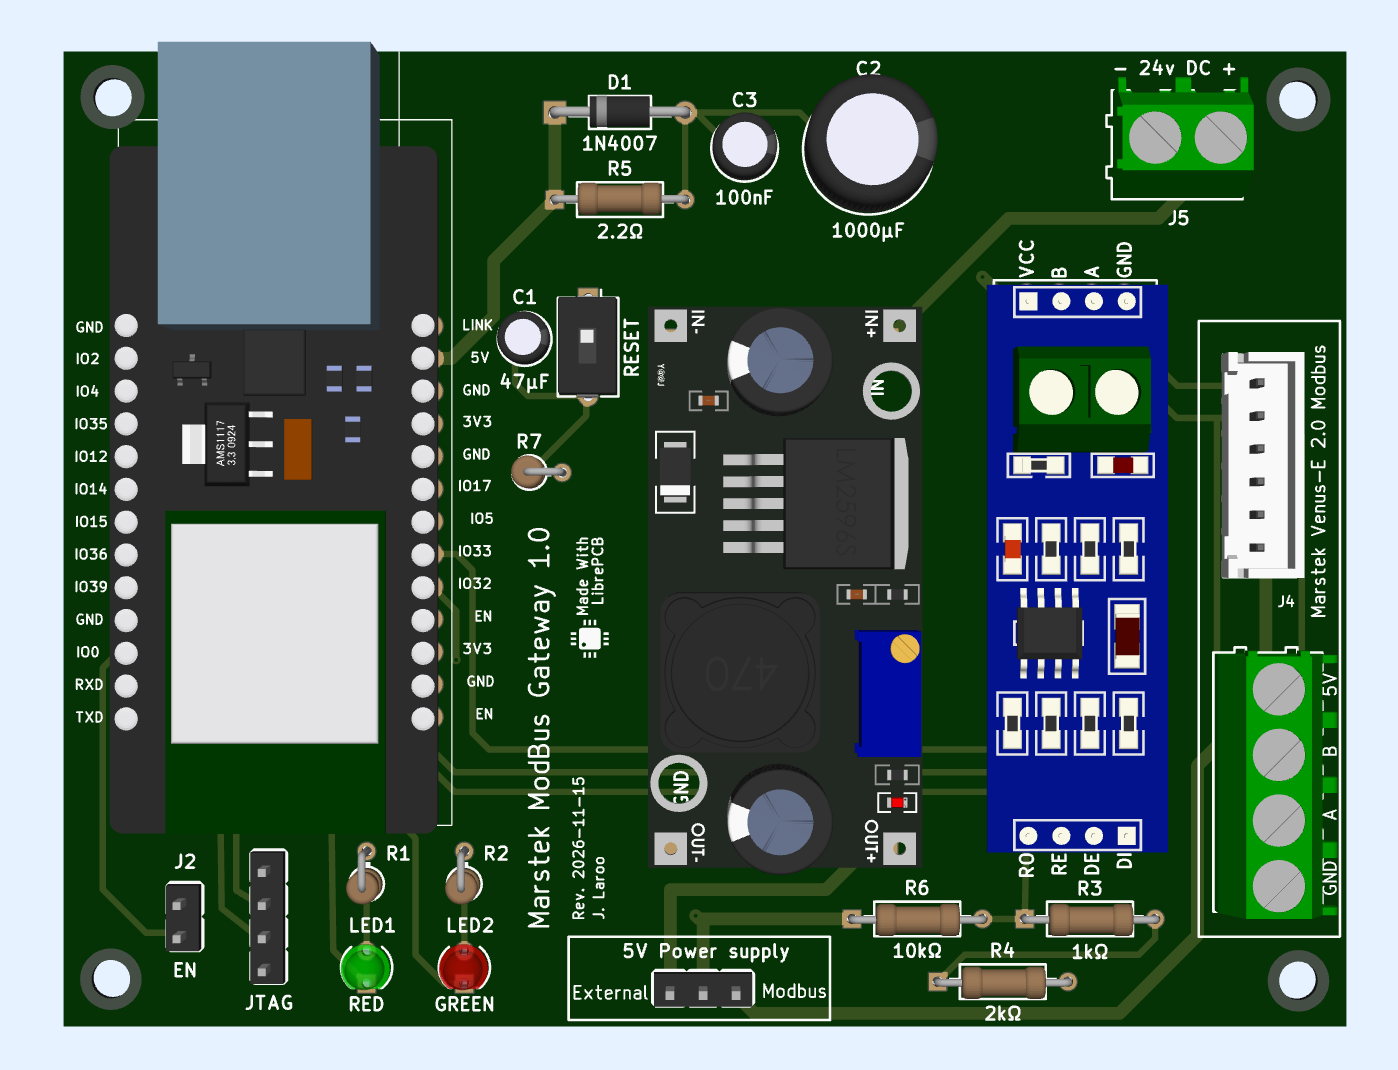 C2
- 24v DC +
D1
C3
1N4007
R5
100nF
2.2Ω
1000µF
J5
VCC
B
A
GND
C1
47µF
RESET
GND
IO2
IO4
IO35
IO12
IO14
IO15
IO36
IO39
GND
IO0
RXD
TXD
LINK
5V
GND
3V3
GND
IO17
IO5
IO33
IO32
EN
3V3
GND
EN
AMS1117
3.3 0924
R7
Made With
LibrePCB
Marstek ModBus Gateway 1.0
Rev. 2026-11-15
J. Laroo
IN-
IN+
IN
LM2596S
470
GND
OUT-
OUT+
RO
RE
DE
DI
Marstek Venus-E 2.0 Modbus
J4
5V
B
A
GND
J2
EN
JTAG
R1
LED1
RED
R2
LED2
GREEN
5V Power supply
External
Modbus
R6
10kΩ
R3
1kΩ
R4
2kΩ